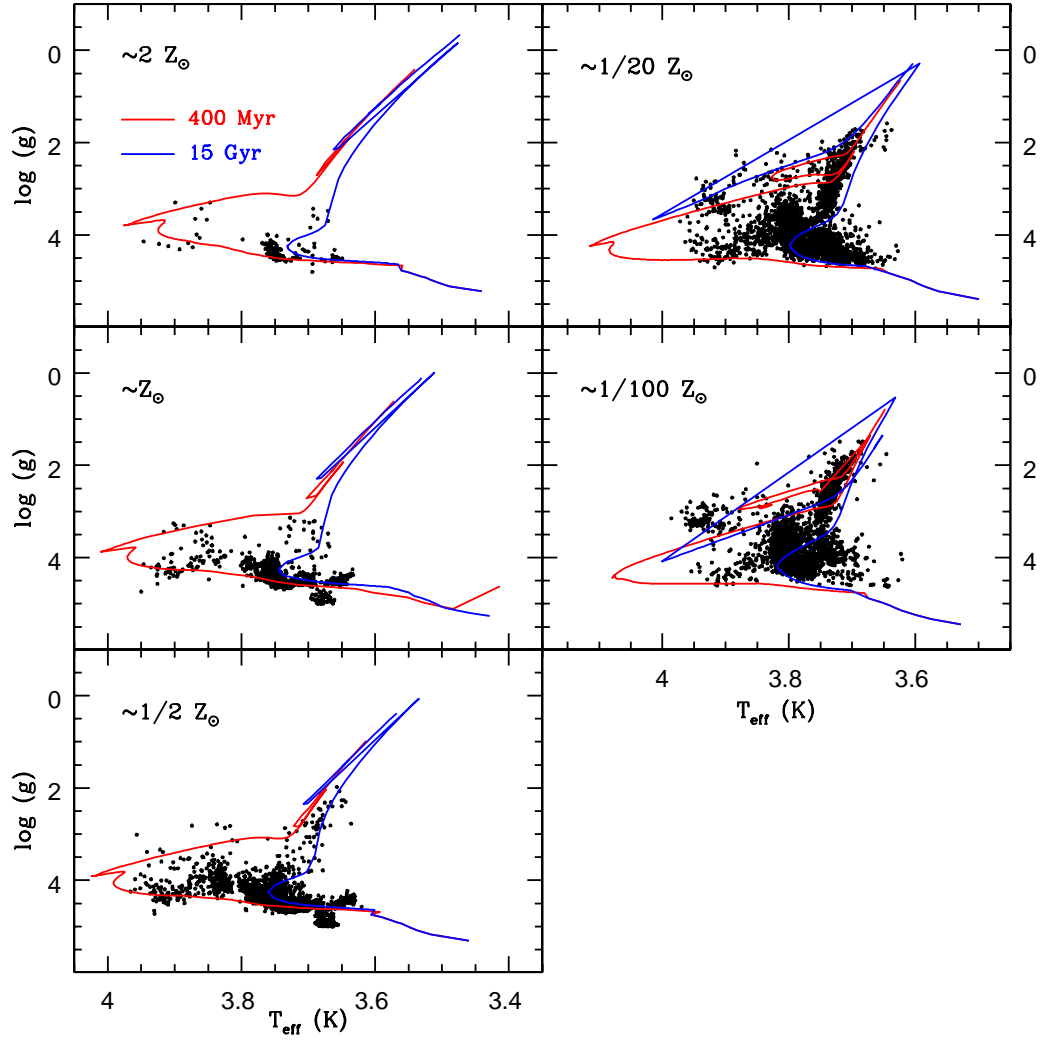 ~2 Z⊙
400 Myr
15 Gyr
0
2
4
log (g)
~1/20 Z⊙
0
2
4
~Z⊙
0
2
4
log (g)
~1/100 Z⊙
0
2
4
4 3.8 3.6
T_eff (K)
~1/2 Z⊙
0
2
4
log (g)
4 3.8 3.6 3.4
T_eff (K)